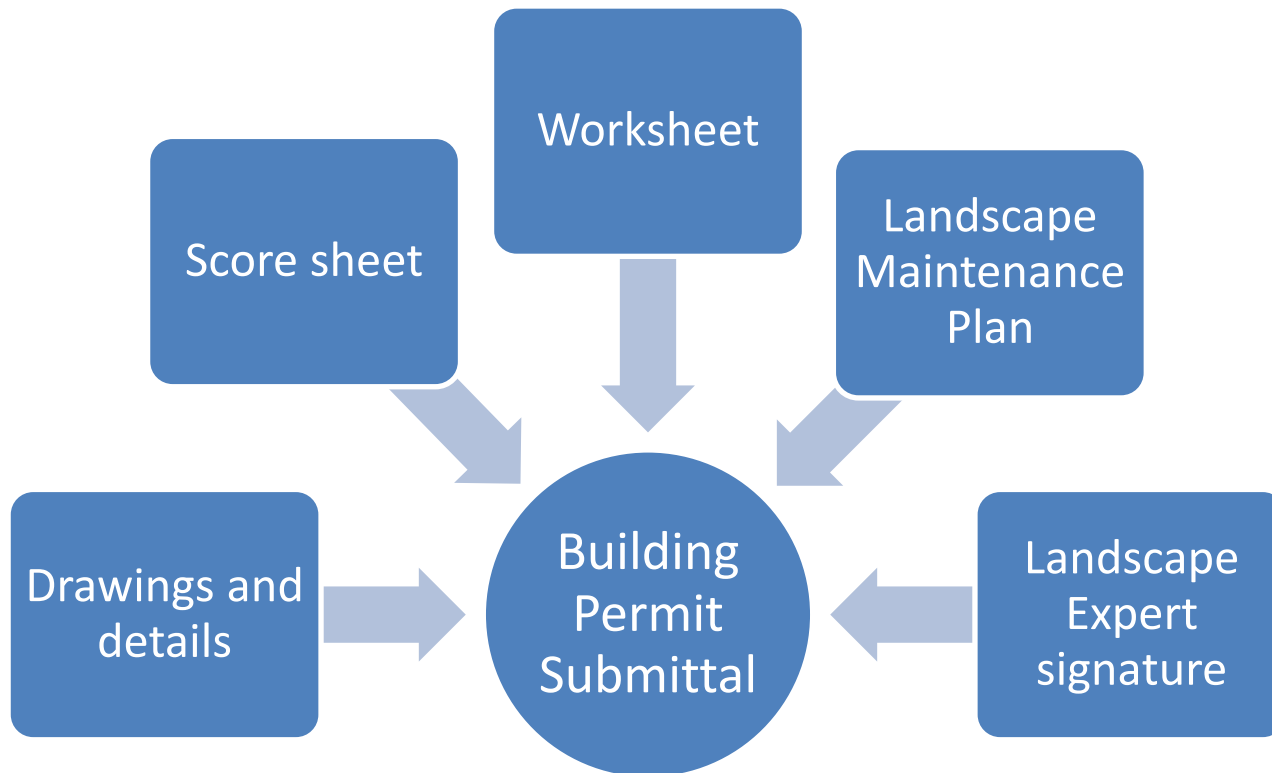 Worksheet
Score sheet
Landscape
Maintenance
Plan
Drawings and
details
Building
Permit
Submittal
Landscape
Expert
signature